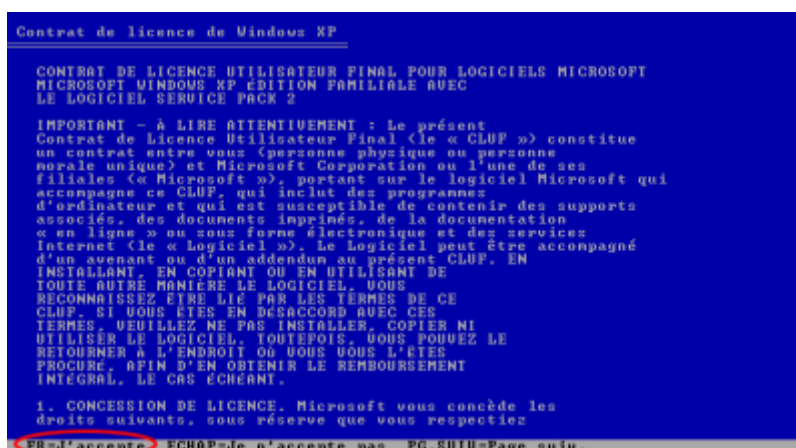 Contrat de licence de Windows XP
CONTRAT DE LICENCE UTILISATEUR FINAL POUR LOGICIELS MICROSOFT
MICROSOFT WINDOWS XP ÉDITION FAMILIALE AVEC
LE LOGICIEL SERVICE PACK 2
IMPORTANT - À LIRE ATTENTIVEMENT : Le présent
Contrat de Licence Utilisateur Final (le « CLUF ») constitue
un contrat entre vous (personne physique ou personne
morale unique) et Microsoft Corporation ou l'une de ses
filiales (« Microsoft »), portant sur le logiciel Microsoft qui
accompagne ce CLUF, qui inclut des programmes
d'ordinateur et qui est susceptible de contenir des supports
associés, des documents imprimés, de la documentation
« en ligne » ou sous forme électronique et des services
Internet (le « Logiciel »). Le Logiciel peut être accompagné
d'un avenant ou d'un addendum au présent CLUF. EN
INSTALLANT, EN COPIANT OU EN UTILISANT DE
TOUTE AUTRE MANIÈRE LE LOGICIEL, VOUS
RECONNAISSEZ ÊTRE LIÉ PAR LES TERMES DE CE
CLUF. SI VOUS ÊTES EN DÉSACCORD AVEC CES
TERMES, VEUILLEZ NE PAS INSTALLER, COPIER NI
UTILISER LE LOGICIEL. TOUTEFOIS, VOUS POUVEZ LE
RETOURNER À L'ENDROIT OÙ VOUS VOUS L'ÊTES
PROCURÉ, AFIN D'EN OBTENIR LE REMBOURSEMENT
INTÉGRAL, LE CAS ÉCHÉANT.
1. CONCESSION DE LICENCE. Microsoft vous concède les
droits suivants, sous réserve que vous respectiez
F8=J'accepte ECHAP=Je n'accepte pas PG.SUIV=Page suiv.